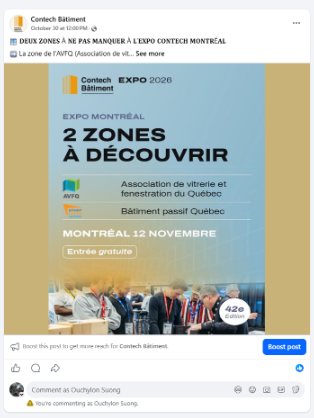 Contech Bâtiment
October 30 at 12:00 PM
DEUX ZONES À NE PAS MANQUER À L'EXPO CONTECH MONTRÉAL
La zone de l'AVFQ (Association de vit... See more
Contech Bâtiment EXPO 2026
EXPO MONTRÉAL
2 ZONES
À DÉCOUVRIR
AVFQ
Association de vitrerie et
fenestration du Québec
Bâtiment passif Québec
MONTRÉAL 12 NOVEMBRE
Entrée gratuite
42e
Édition
Boost this post to get more reach for Contech Bâtiment.
Boost post
Comment as Ouchylon Suong
You're commenting as Ouchylon Suong.